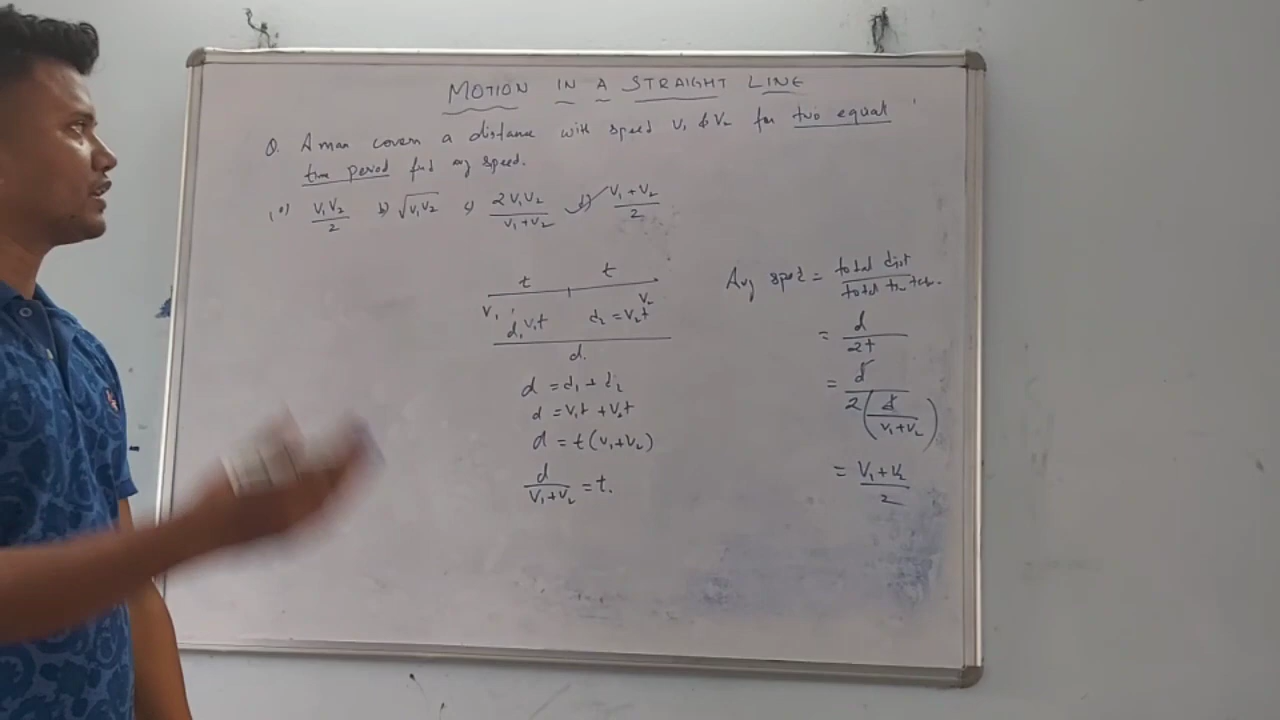 MOTION IN A STRAIGHT LINE
Q. A man covers a distance with speed V₁ & V₂ for two equal
time period find avg speed.
a) V₁V₂/2 b) √V₁V₂ c) 2V₁V₂/V₁+V₂ d) V₁+V₂/2
t t
V₁ V₂
d₁ V₁t d₂ = V₂t
d.
d = d₁ + d₂
d = V₁t + V₂t
d = t(V₁+V₂)
d/V₁+V₂ = t.
Avg speed = total dist/total time taken.
= d/2t
= d/2(d/V₁+V₂)
= V₁+V₂/2